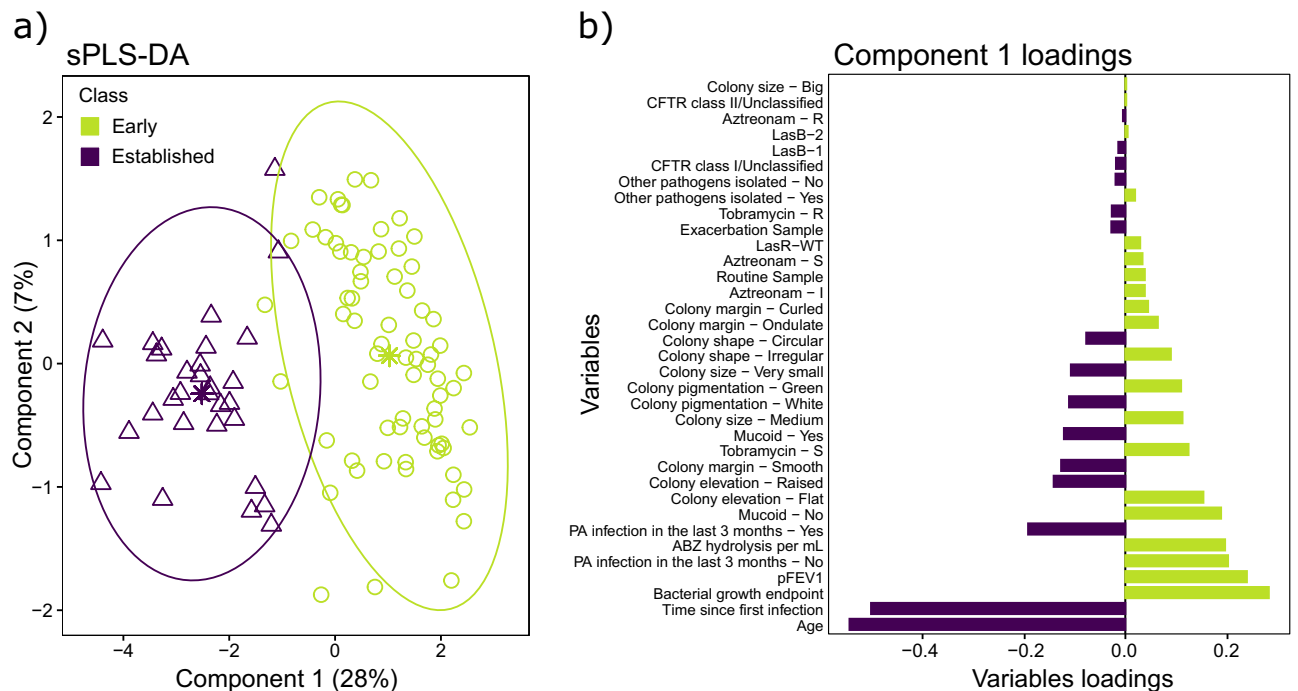 a)
sPLS-DA
Class
Early
Established
2
1
0
−1
−2
Component 2 (7%)
−4
−2
0
2
Component 1 (28%)
b)
Component 1 loadings
Variables
Colony size − Big
CFTR class II/Unclassified
Aztreonam − R
LasB−2
LasB−1
CFTR class I/Unclassified
Other pathogens isolated − No
Other pathogens isolated − Yes
Tobramycin − R
Exacerbation Sample
LasR−WT
Aztreonam − S
Routine Sample
Aztreonam − I
Colony margin − Curled
Colony margin − Ondulate
Colony shape − Circular
Colony shape − Irregular
Colony size − Very small
Colony pigmentation − Green
Colony pigmentation − White
Colony size − Medium
Mucoid − Yes
Tobramycin − S
Colony margin − Smooth
Colony elevation − Raised
Colony elevation − Flat
Mucoid − No
PA infection in the last 3 months − Yes
ABZ hydrolysis per mL
PA infection in the last 3 months − No
pFEV1
Bacterial growth endpoint
Time since first infection
Age
−0.4
−0.2
0.0
0.2
Variables loadings